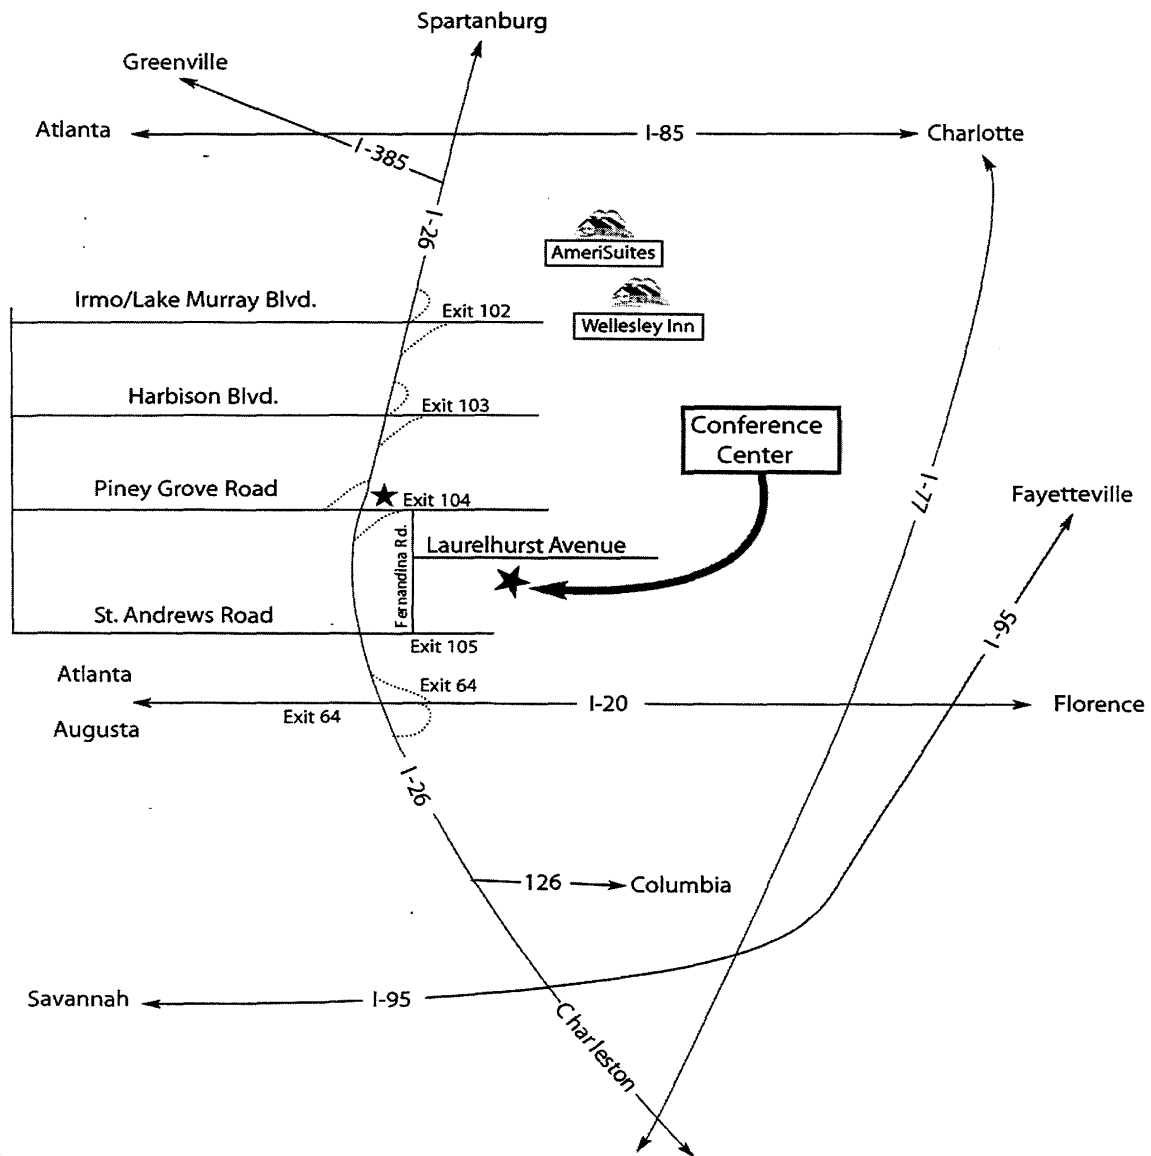 Spartanburg
Greenville
Atlanta
I-85
Charlotte
I-385
I-26
AmeriSuites
Irmo/Lake Murray Blvd.
Exit 102
Wellesley Inn
Harbison Blvd.
Exit 103
Conference
Center
Piney Grove Road
Exit 104
I-77
Fayetteville
Fernandina Rd.
Laurelhurst Avenue
St. Andrews Road
Exit 105
I-95
Atlanta
Exit 64
I-20
Florence
Exit 64
Augusta
I-26
126
Columbia
Savannah
I-95
Charleston